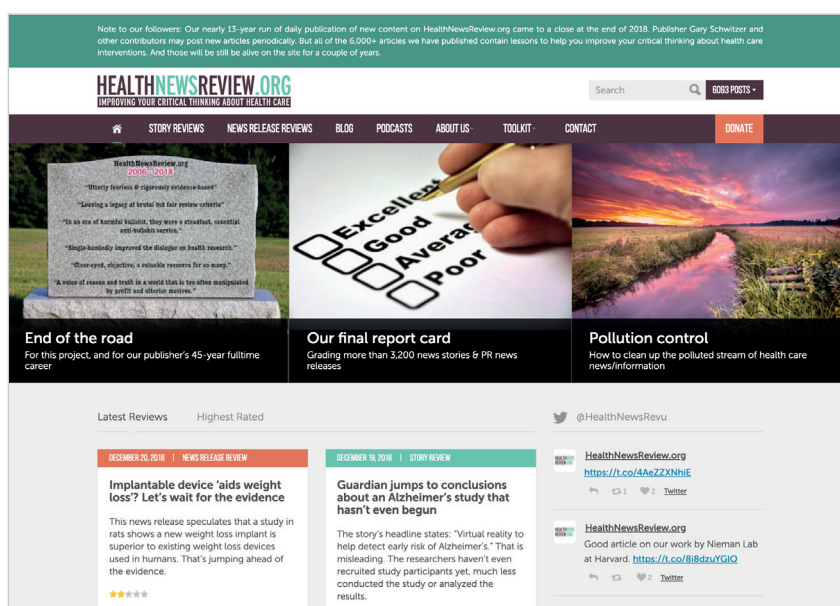 Note to our followers: Our nearly 13-year run of daily publication of new content on HealthNewsReview.org came to a close at the end of 2018. Publisher Gary Schwitzer and
other contributors may post new articles periodically. But all of the 6,000+ articles we have published contain lessons to help you improve your critical thinking about health care
interventions. And those will be still be alive on the site for a couple of years.
HEALTHNEWSREVIEW.ORG
IMPROVING YOUR CRITICAL THINKING ABOUT HEALTH CARE
Search
6093 POSTS
STORY REVIEWS NEWS RELEASE REVIEWS BLOG PODCASTS ABOUT US TOOLKIT CONTACT DONATE
HealthNewsReview.org
2006 - 2018
"Utterly fearless & rigorously evidence-based"
"Leaving a legacy of brutal but fair review criteria"
"In an era of harmful bullshit, they were a steadfast, essential
anti-bullshit service."
"Single-handedly improved the dialogue on health research."
"Clear-eyed, objective, a valuable resource for so many."
"A voice of reason and truth in a world that is too often manipulated
by profit and ulterior motives."
Excellent
Good
Average
Poor
End of the road
For this project, and for our publisher's 45-year fulltime
career
Our final report card
Grading more than 3,200 news stories & PR news
releases
Pollution control
How to clean up the polluted stream of health care
news/information
Latest Reviews Highest Rated
DECEMBER 20, 2018 | NEWS RELEASE REVIEW
Implantable device 'aids weight
loss'? Let's wait for the evidence
This news release speculates that a study in
rats shows a new weight loss implant is
superior to existing weight loss devices
used in humans. That's jumping ahead of
the evidence.
DECEMBER 19, 2018 | STORY REVIEW
Guardian jumps to conclusions
about an Alzheimer's study that
hasn't even begun
The story's headline states: "Virtual reality to
help detect early risk of Alzheimer's." That is
misleading. The researchers haven't even
recruited study participants yet, much less
conducted the study or analyzed the
results.
@HealthNewsRevu
HealthNewsReview.org
https://t.co/4AeZZXNhiE
1 2 Twitter
HealthNewsReview.org
Good article on our work by Nieman Lab
at Harvard. https://t.co/8i8dzuYGIO
2 Twitter